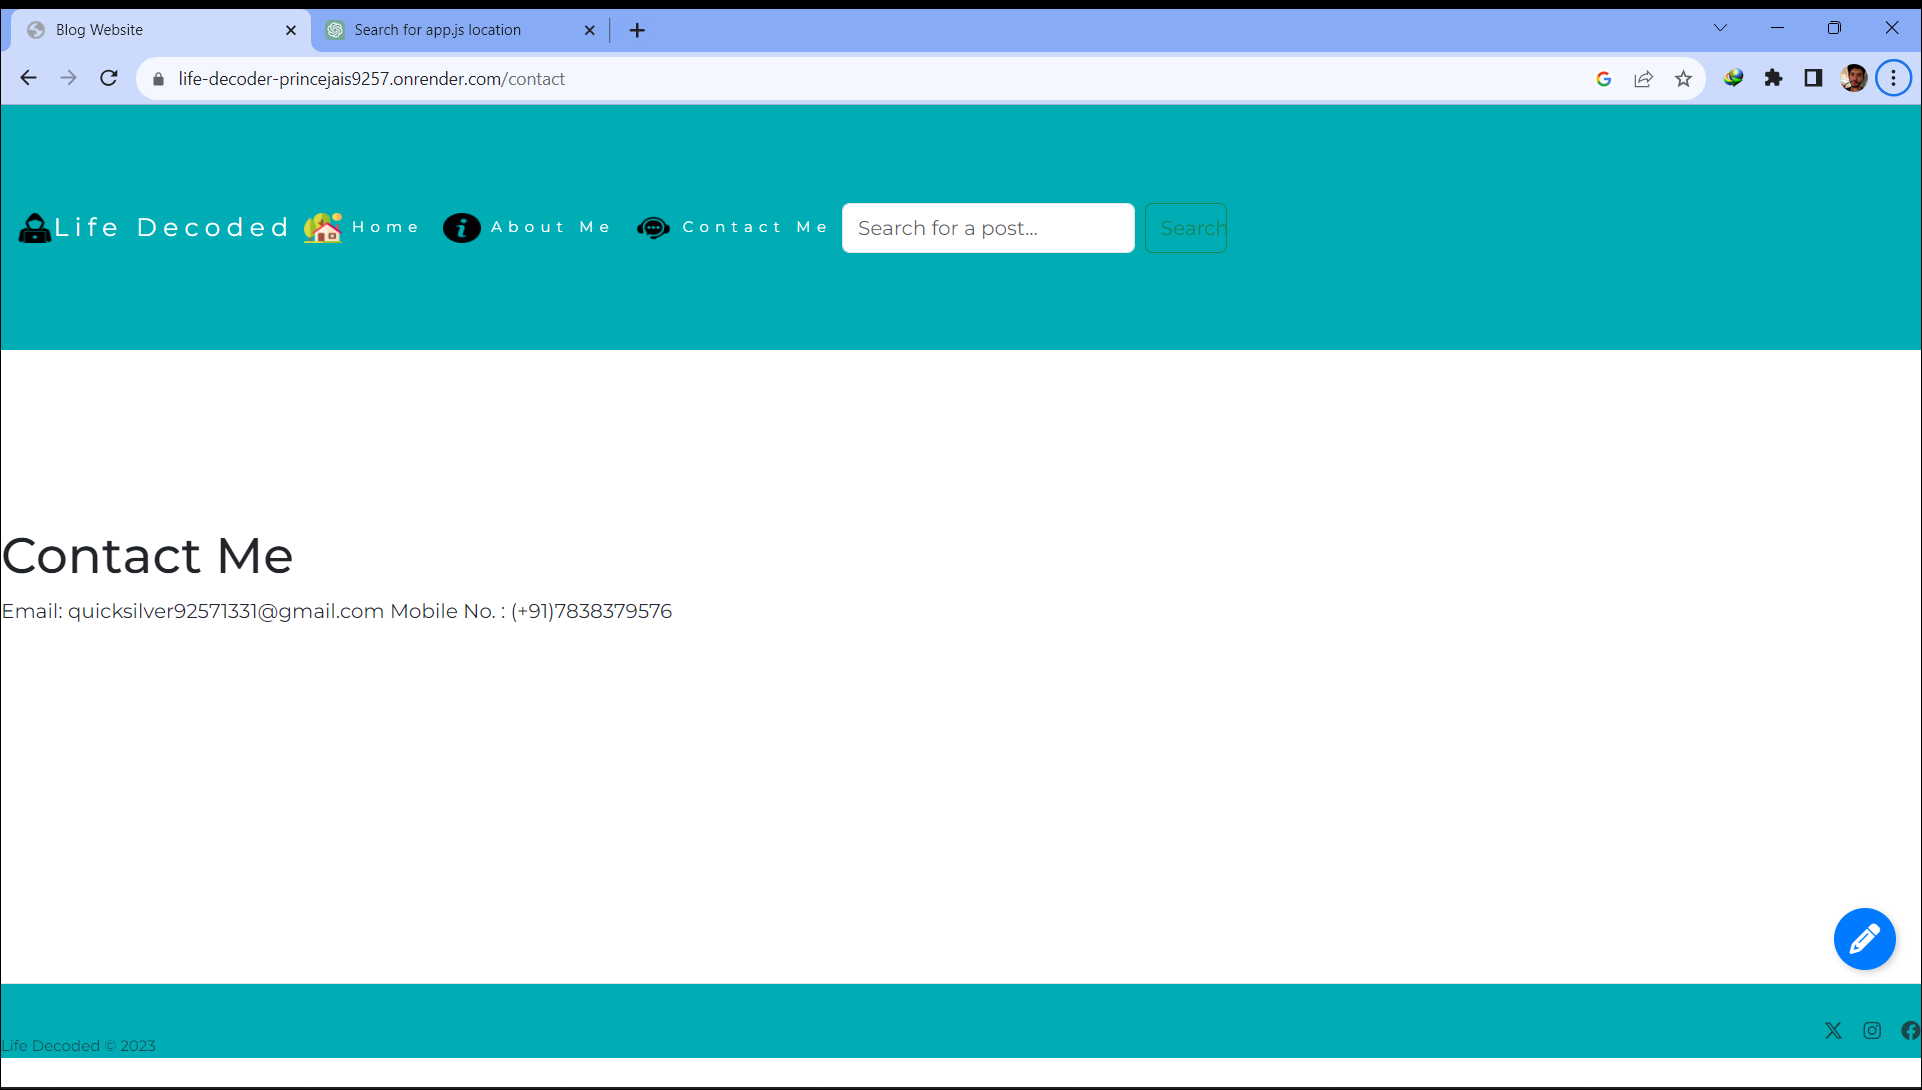 Blog Website
Search for app.js location
life-decoder-princejais9257.onrender.com/contact
Life Decoded Home About Me Contact Me Search for a post... Search
Contact Me
Email: quicksilver92571331@gmail.com Mobile No. : (+91)7838379576
Life Decoded © 2023